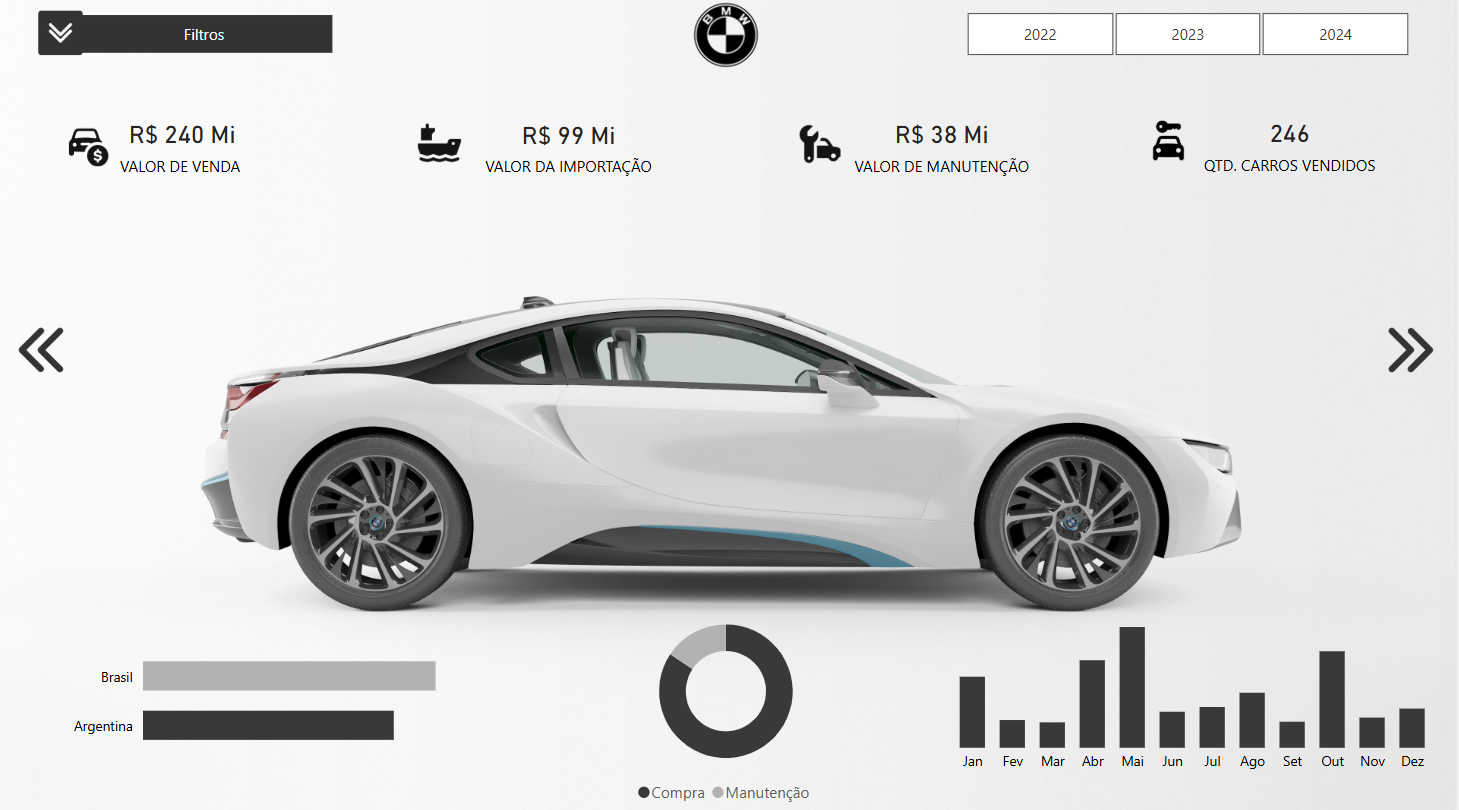 Filtros
BMW
2022
2023
2024
R$ 240 Mi
VALOR DE VENDA
R$ 99 Mi
VALOR DA IMPORTAÇÃO
R$ 38 Mi
VALOR DE MANUTENÇÃO
246
QTD. CARROS VENDIDOS
Brasil
Argentina
Compra
Manutenção
Jan Fev Mar Abr Mai Jun Jul Ago Set Out Nov Dez